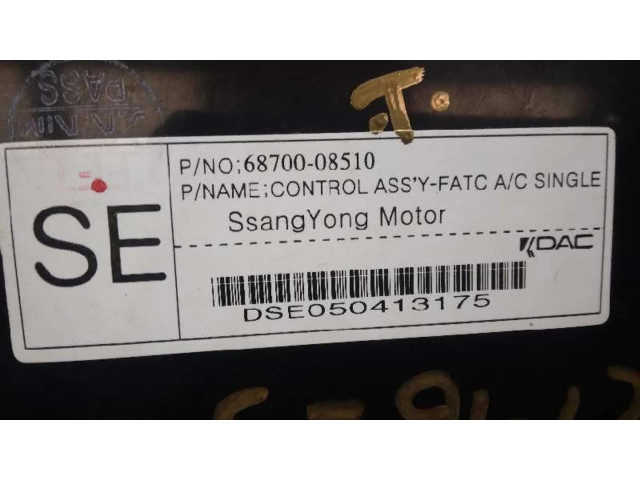 PASS
T.
P/NO;68700-08510
P/NAME;CONTROL ASS'Y-FATC A/C SINGLE
SE
SsangYong Motor
DAC
DSE050413175